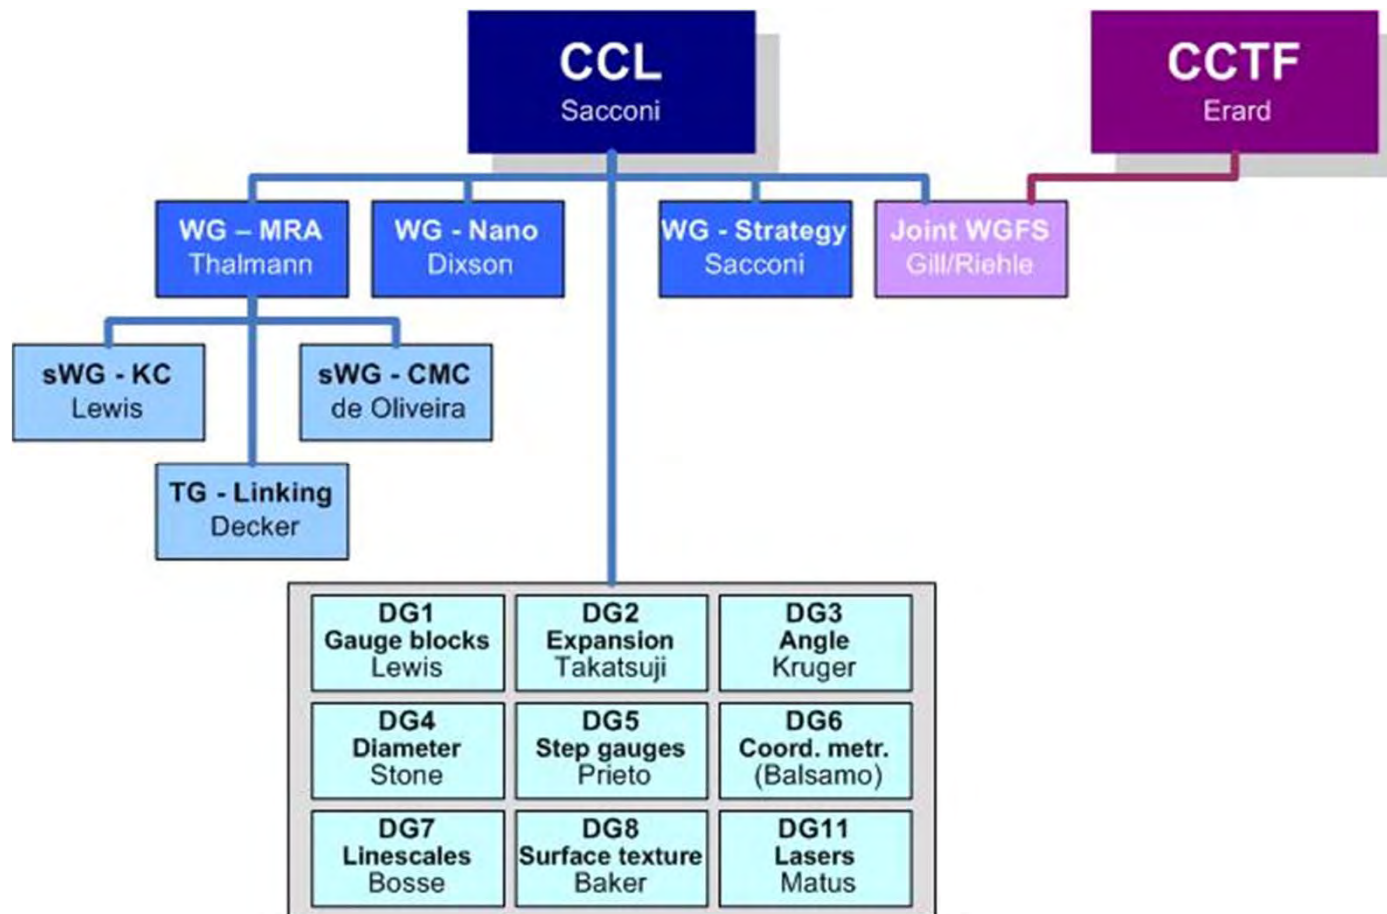 CCL
Sacconi
CCTF
Erard
WG – MRA
Thalmann
WG - Nano
Dixson
WG - Strategy
Sacconi
Joint WGFS
Gill/Riehle
sWG - KC
Lewis
sWG - CMC
de Oliveira
TG - Linking
Decker
DG1
Gauge blocks
Lewis
DG2
Expansion
Takatsuji
DG3
Angle
Kruger
DG4
Diameter
Stone
DG5
Step gauges
Prieto
DG6
Coord. metr.
(Balsamo)
DG7
Linescales
Bosse
DG8
Surface texture
Baker
DG11
Lasers
Matus